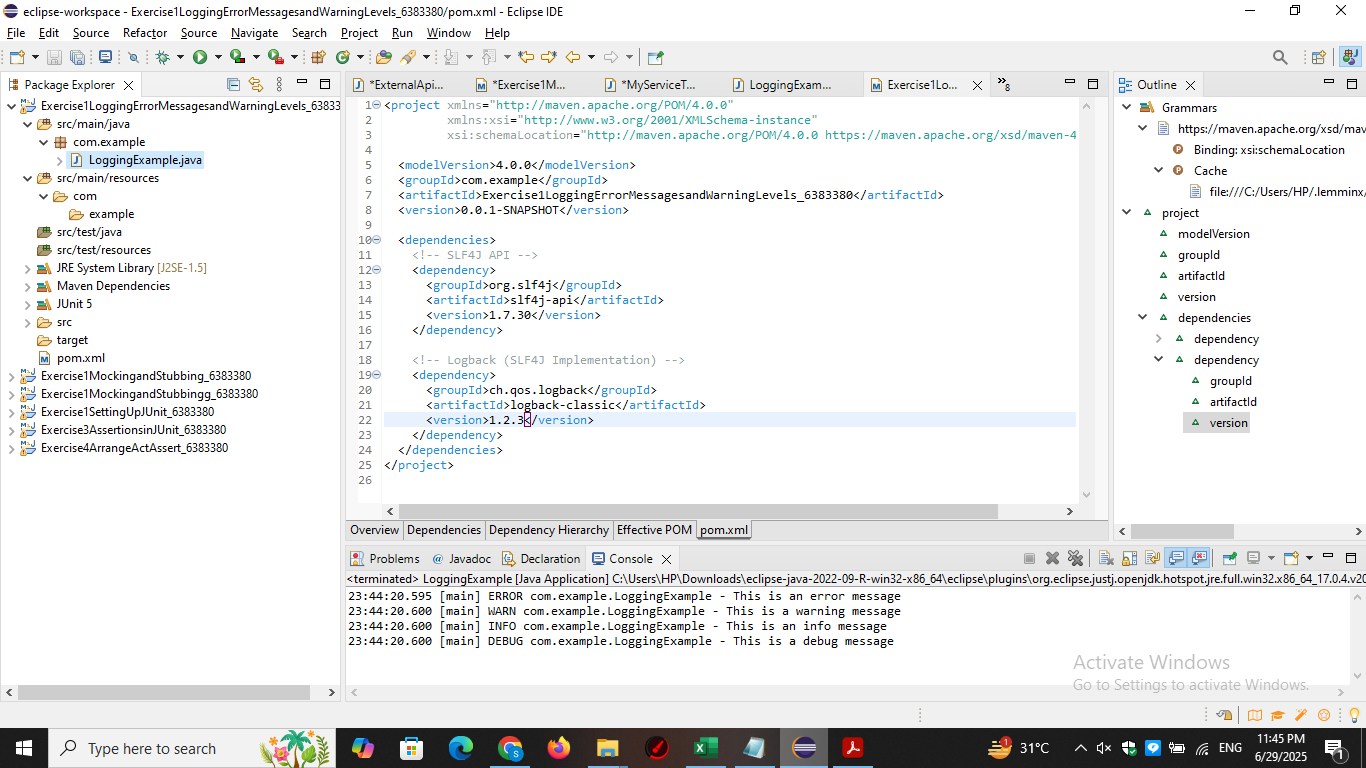 eclipse-workspace - Exercise1LoggingErrorMessagesandWarningLevels_6383380/pom.xml - Eclipse IDE
File Edit Source Refactor Source Navigate Search Project Run Window Help
Package Explorer
Exercise1LoggingErrorMessagesandWarningLevels_63833
src/main/java
com.example
LoggingExample.java
src/main/resources
com
example
src/test/java
src/test/resources
JRE System Library [J2SE-1.5]
Maven Dependencies
JUnit 5
src
target
pom.xml
Exercise1MockingandStubbing_6383380
Exercise1MockingandStubbingg_6383380
Exercise1SettingUpJUnit_6383380
Exercise3AssertionsinJUnit_6383380
Exercise4ArrangeActAssert_6383380
*ExternalApi... *Exercise1M... *MyServiceT... LoggingExam... Exercise1Lo... 8
1 <project xmlns="http://maven.apache.org/POM/4.0.0"
2 xmlns:xsi="http://www.w3.org/2001/XMLSchema-instance"
3 xsi:schemaLocation="http://maven.apache.org/POM/4.0.0 https://maven.apache.org/xsd/maven-4
4
5 <modelVersion>4.0.0</modelVersion>
6 <groupId>com.example</groupId>
7 <artifactId>Exercise1LoggingErrorMessagesandWarningLevels_6383380</artifactId>
8 <version>0.0.1-SNAPSHOT</version>
9
10 <dependencies>
11 <!-- SLF4J API -->
12 <dependency>
13 <groupId>org.slf4j</groupId>
14 <artifactId>slf4j-api</artifactId>
15 <version>1.7.30</version>
16 </dependency>
17
18 <!-- Logback (SLF4J Implementation) -->
19 <dependency>
20 <groupId>ch.qos.logback</groupId>
21 <artifactId>logback-classic</artifactId>
22 <version>1.2.3</version>
23 </dependency>
24 </dependencies>
25 </project>
26
Overview Dependencies Dependency Hierarchy Effective POM pom.xml
Outline
Grammars
https://maven.apache.org/xsd/mav
Binding: xsi:schemaLocation
Cache
file:///C:/Users/HP/.lemminx/
project
modelVersion
groupId
artifactId
version
dependencies
dependency
dependency
groupId
artifactId
version
Problems @ Javadoc Declaration Console
<terminated> LoggingExample [Java Application] C:\Users\HP\Downloads\eclipse-java-2022-09-R-win32-x86_64\eclipse\plugins\org.eclipse.justj.openjdk.hotspot.jre.full.win32.x86_64_17.0.4.v20
23:44:20.595 [main] ERROR com.example.LoggingExample - This is an error message
23:44:20.600 [main] WARN com.example.LoggingExample - This is a warning message
23:44:20.600 [main] INFO com.example.LoggingExample - This is an info message
23:44:20.600 [main] DEBUG com.example.LoggingExample - This is a debug message
Activate Windows
Go to Settings to activate Windows.
Type here to search
31°C
ENG
11:45 PM
6/29/2025
1